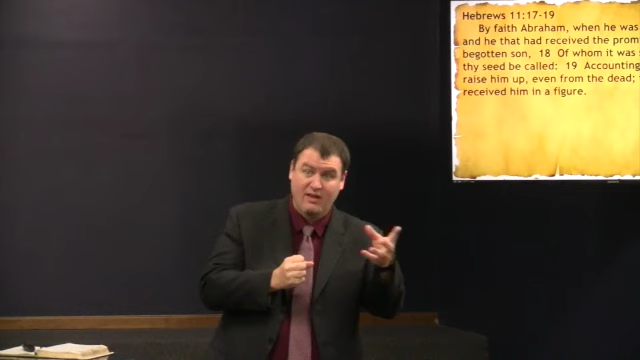 Hebrews 11:17-19
By faith Abraham, when he was
and he that had received the prom
begotten son, 18 Of whom it was
thy seed be called: 19 Accounting
raise him up, even from the dead;
received him in a figure.